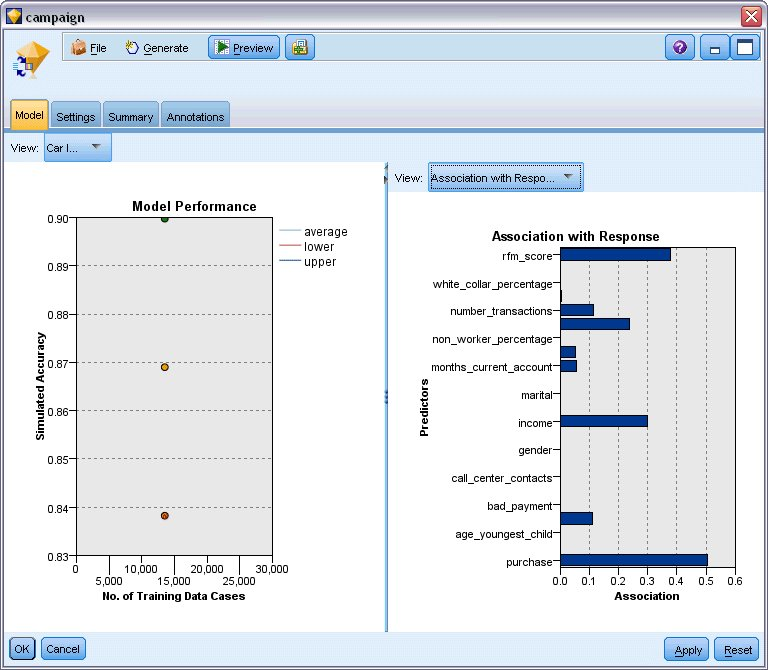 campaign
File Generate Preview
Model Settings Summary Annotations
View: Car I...
Model Performance
0.90
0.89
0.88
0.87
0.86
0.85
0.84
0.83
Simulated Accuracy
0 10,000 20,000 30,000
5,000 15,000 25,000
No. of Training Data Cases
average
lower
upper
View: Association with Respo...
Association with Response
rfm_score
white_collar_percentage
number_transactions
non_worker_percentage
months_current_account
marital
income
gender
call_center_contacts
bad_payment
age_youngest_child
purchase
Predictors
0.0 0.1 0.2 0.3 0.4 0.5 0.6
Association
OK Cancel Apply Reset